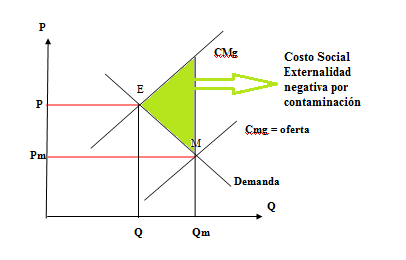 P
CMg
Costo Social
Externalidad
negativa por
contaminación
E
P
Cmg = oferta
M
Pm
Demanda
Q
Q
Qm